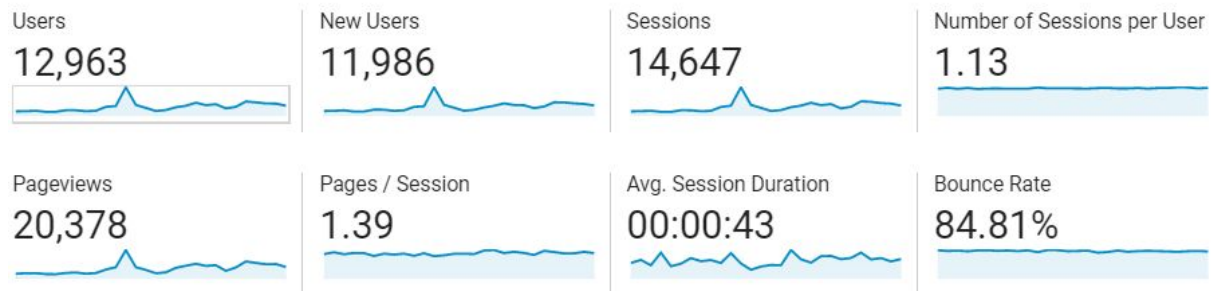 Users
12,963
New Users
11,986
Sessions
14,647
Number of Sessions per User
1.13
Pageviews
20,378
Pages / Session
1.39
Avg. Session Duration
00:00:43
Bounce Rate
84.81%